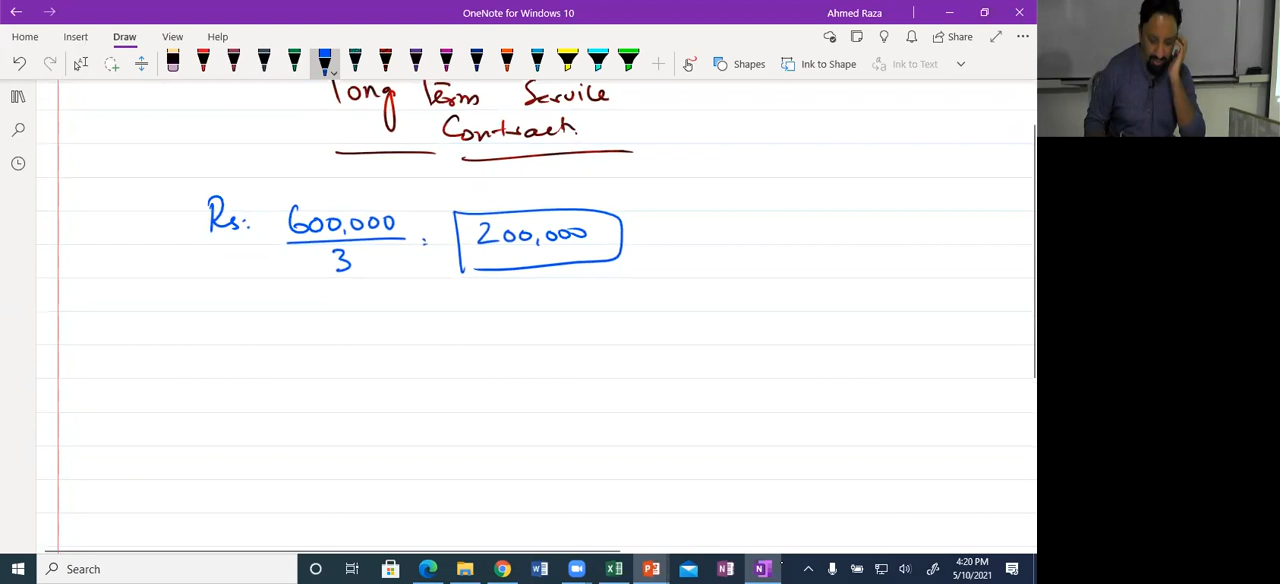 OneNote for Windows 10
Ahmed Raza
Home Insert Draw View Help
Share
Shapes Ink to Shape Ink to Text
Long Term Service
Contract.
Rs: 600,000
3
: 200,000
Search
4:20 PM
5/10/2021